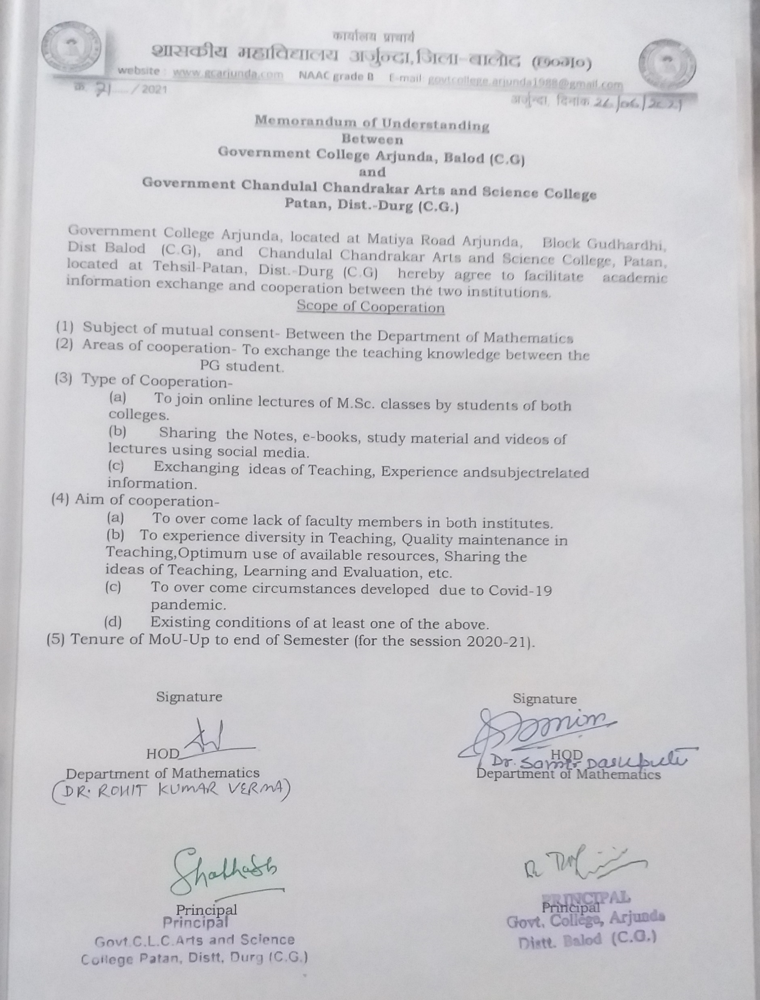 कार्यालय प्राचार्य
शासकीय महाविद्यालय अर्जुन्दा,जिला-बालोद (छ०ग०)
website : www.gcarjunda.com NAAC grade B E-mail: govtcollege.arjunda1988@gmail.com
क. 71 ..... / 2021
अर्जुन्दा, दिनांक 26/06/2021
Memorandum of Understanding
Between
Government College Arjunda, Balod (C.G)
and
Government Chandulal Chandrakar Arts and Science College
Patan, Dist.-Durg (C.G.)
Government College Arjunda, located at Matiya Road Arjunda, Block Gudhardhi,
Dist Balod (C.G), and Chandulal Chandrakar Arts and Science College, Patan,
located at Tehsil-Patan, Dist.-Durg (C.G) hereby agree to facilitate academic
information exchange and cooperation between the two institutions.
Scope of Cooperation
(1) Subject of mutual consent- Between the Department of Mathematics
(2) Areas of cooperation- To exchange the teaching knowledge between the
PG student.
(3) Type of Cooperation-
(a) To join online lectures of M.Sc. classes by students of both
colleges.
(b) Sharing the Notes, e-books, study material and videos of
lectures using social media.
(c) Exchanging ideas of Teaching, Experience andsubjectrelated
information.
(4) Aim of cooperation-
(a) To over come lack of faculty members in both institutes.
(b) To experience diversity in Teaching, Quality maintenance in
Teaching,Optimum use of available resources, Sharing the
ideas of Teaching, Learning and Evaluation, etc.
(c) To over come circumstances developed due to Covid-19
pandemic.
(d) Existing conditions of at least one of the above.
(5) Tenure of MoU-Up to end of Semester (for the session 2020-21).
Signature
Signature
HOD
HOD
Dr. Samir Dashputre
Department of Mathematics
Department of Mathematics
(DR. ROHIT KUMAR VERMA)
Principal
Principal
Govt.C.L.C.Arts and Science
College Patan, Distt, Durg (C.G.)
PRINCIPAL
Principal
Govt. College, Arjunda
Distt. Balod (C.G.)